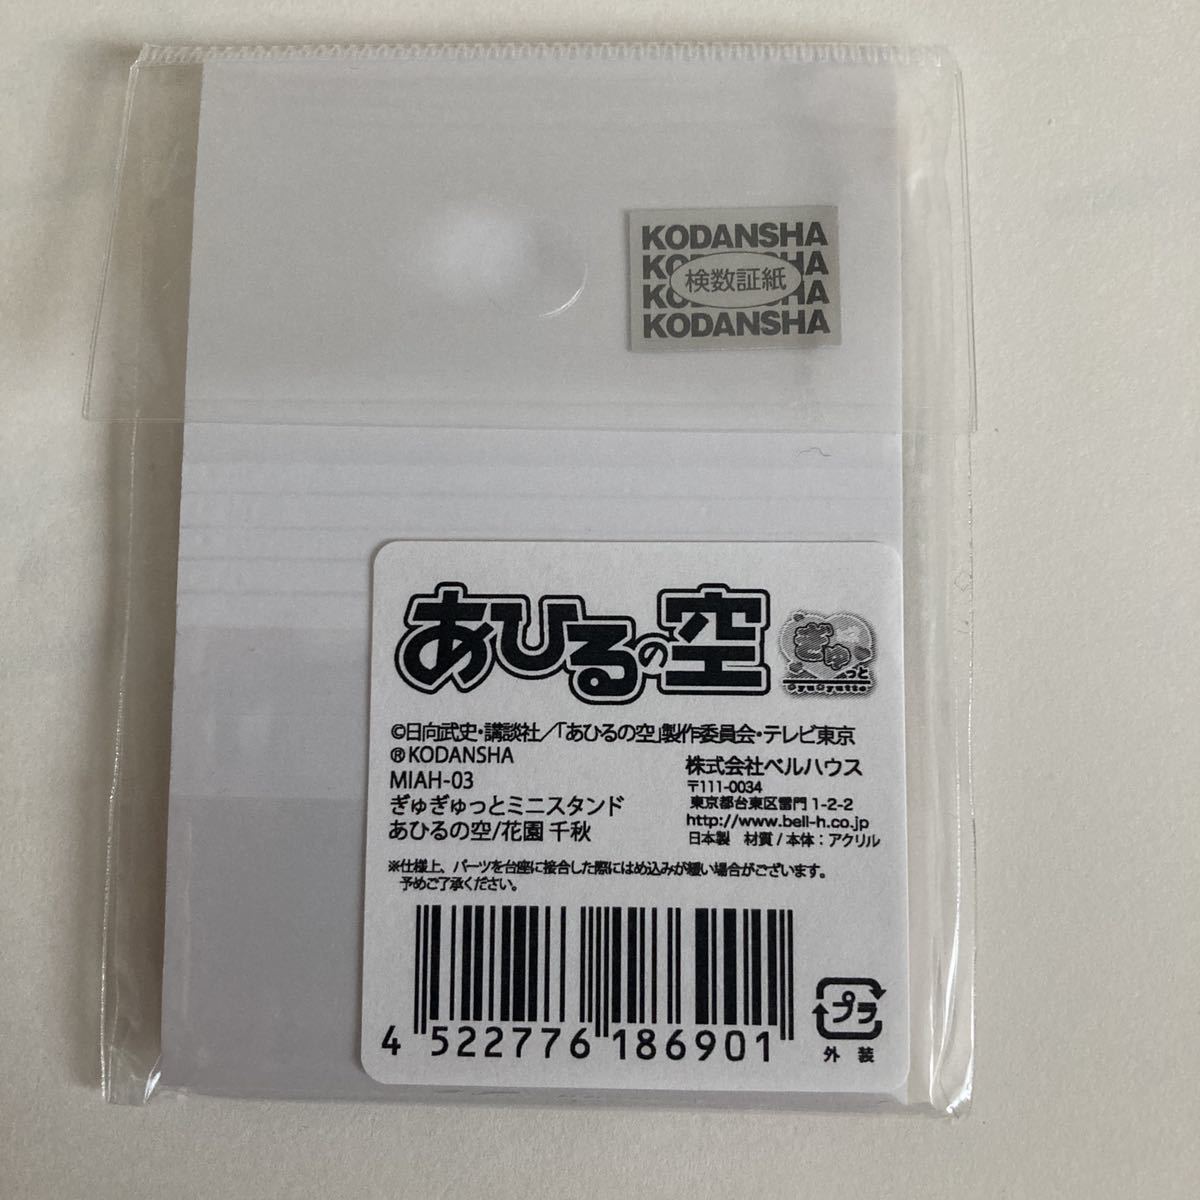 KODANSHA
KO　　　HA
検数証紙
KO　　　HA
KODANSHA
あひるの空
ぎゅ
っと
GyuGyutto
©日向武史・講談社／「あひるの空」製作委員会・テレビ東京
®KODANSHA
MIAH-03
ぎゅぎゅっとミニスタンド
あひるの空/花園 千秋
株式会社ベルハウス
〒111-0034
東京都台東区雷門 1-2-2
http://www.bell-h.co.jp
日本製　材質 / 本体：アクリル
※仕様上、パーツを台座に接合した際にはめ込みが緩い場合がございます。
予めご了承ください。
4 522776 186901
プラ
外 装